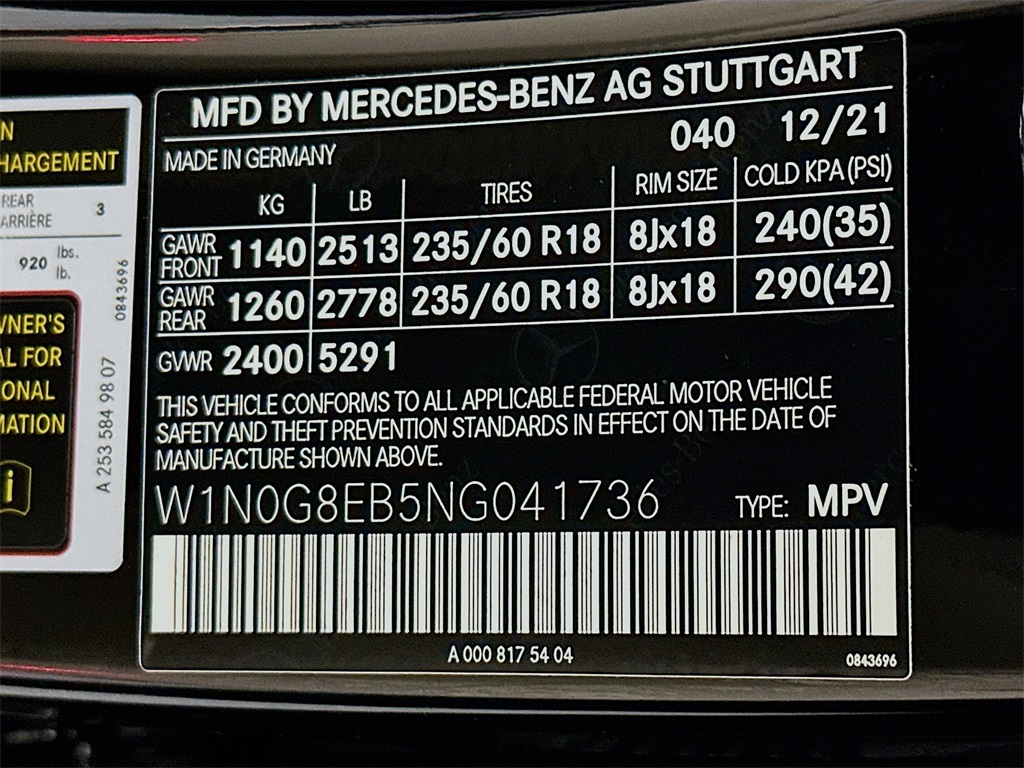 N
HARGEMENT
REAR
ARRIÈRE 3
920 lbs.
lb.
0843696
WNER'S
AL FOR
ONAL
MATION
A 253 584 98 07
MFD BY MERCEDES-BENZ AG STUTTGART
040 12/21
MADE IN GERMANY
KG LB TIRES RIM SIZE COLD KPA (PSI)
GAWR FRONT 1140 2513 235/60 R18 8Jx18 240(35)
GAWR REAR 1260 2778 235/60 R18 8Jx18 290(42)
GVWR 2400 5291
THIS VEHICLE CONFORMS TO ALL APPLICABLE FEDERAL MOTOR VEHICLE
SAFETY AND THEFT PREVENTION STANDARDS IN EFFECT ON THE DATE OF
MANUFACTURE SHOWN ABOVE.
W1N0G8EB5NG041736 TYPE: MPV
A 000 817 54 04
0843696